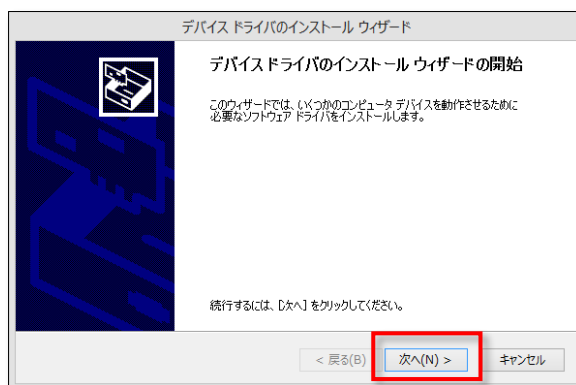 デバイス ドライバのインストール ウィザード
デバイス ドライバのインストール ウィザードの開始
このウィザードでは、いくつかのコンピュータ デバイスを動作させるために
必要なソフトウェア ドライバをインストールします。
続行するには、[次へ] をクリックしてください。
< 戻る(B) 次へ(N) > キャンセル